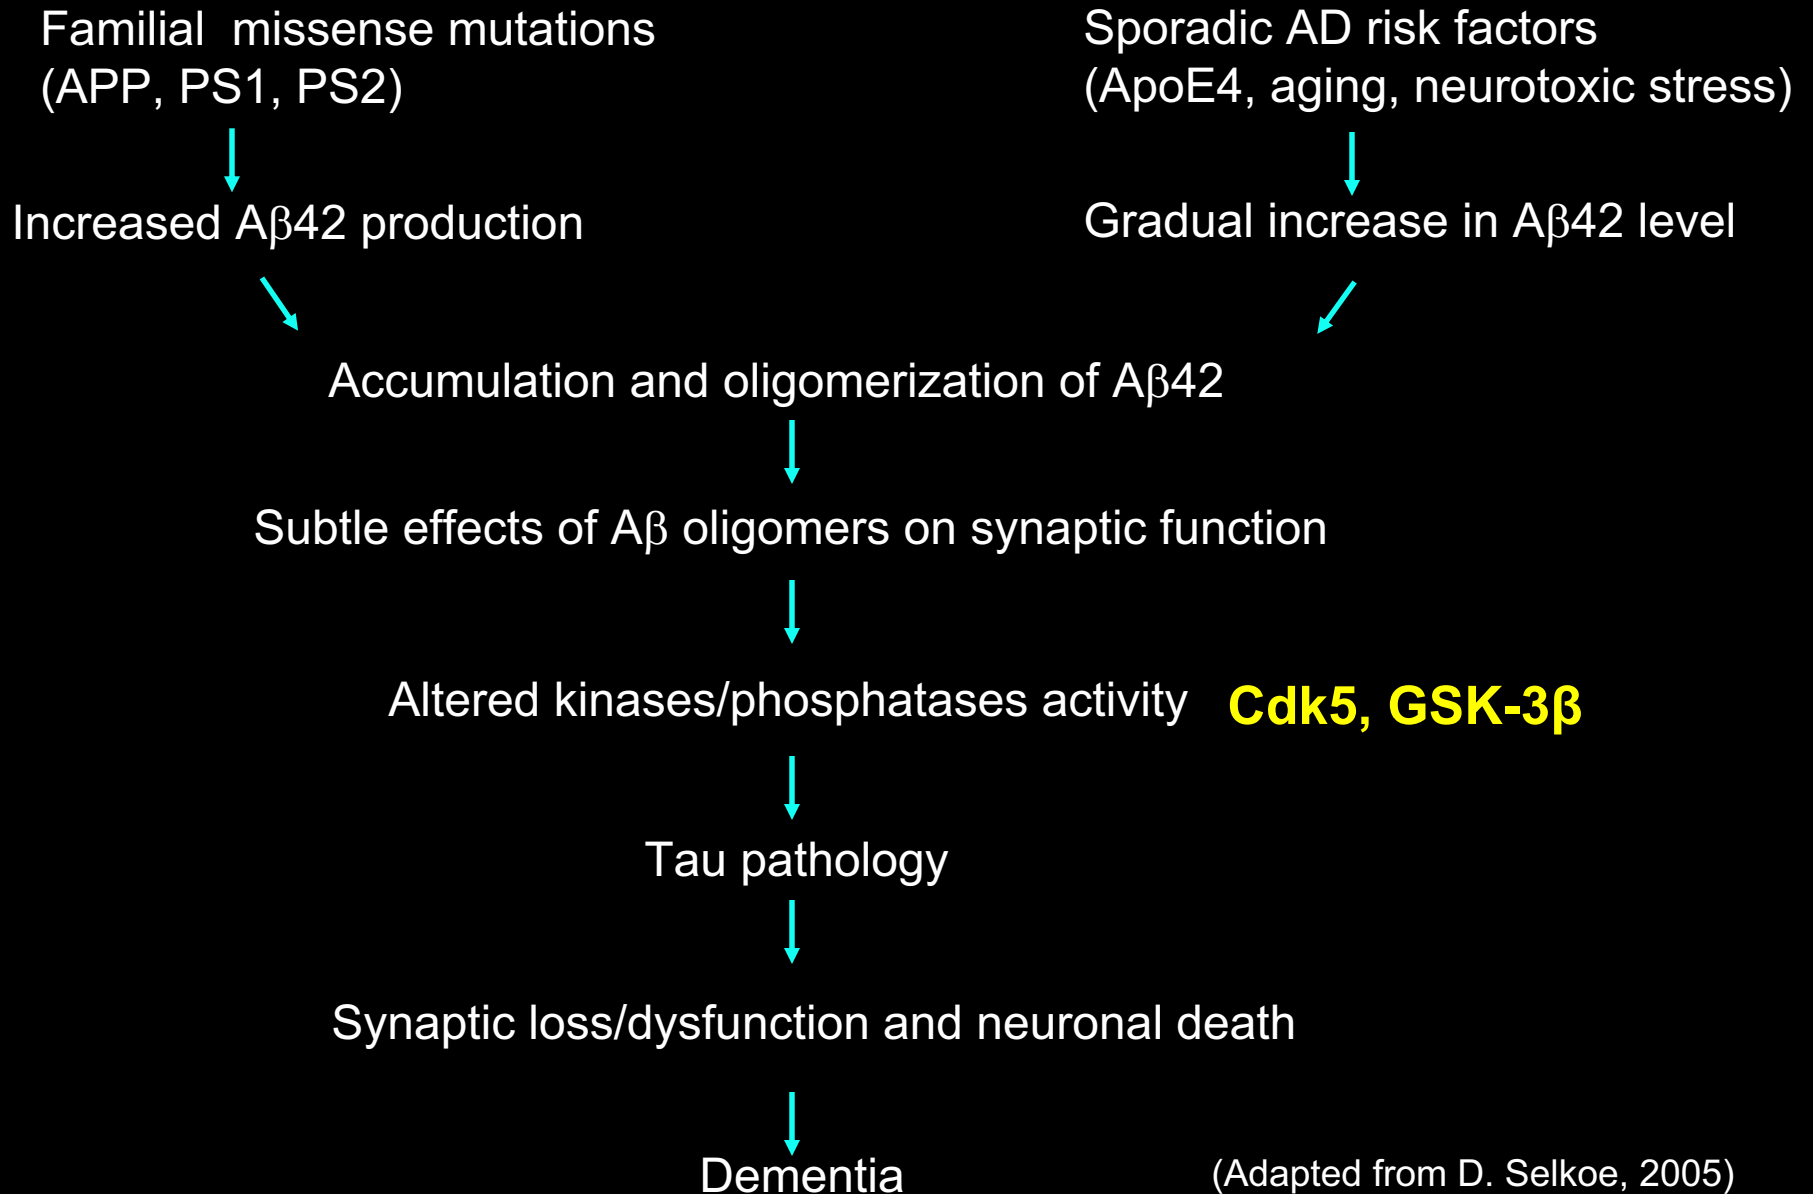 Familial  missense mutations
(APP, PS1, PS2)
Sporadic AD risk factors
(ApoE4, aging, neurotoxic stress)
Increased Aβ42 production
Gradual increase in Aβ42 level
Accumulation and oligomerization of Aβ42
Subtle effects of Aβ oligomers on synaptic function
Altered kinases/phosphatases activity
Cdk5, GSK-3β
Tau pathology
Synaptic loss/dysfunction and neuronal death
Dementia
(Adapted from D. Selkoe, 2005)